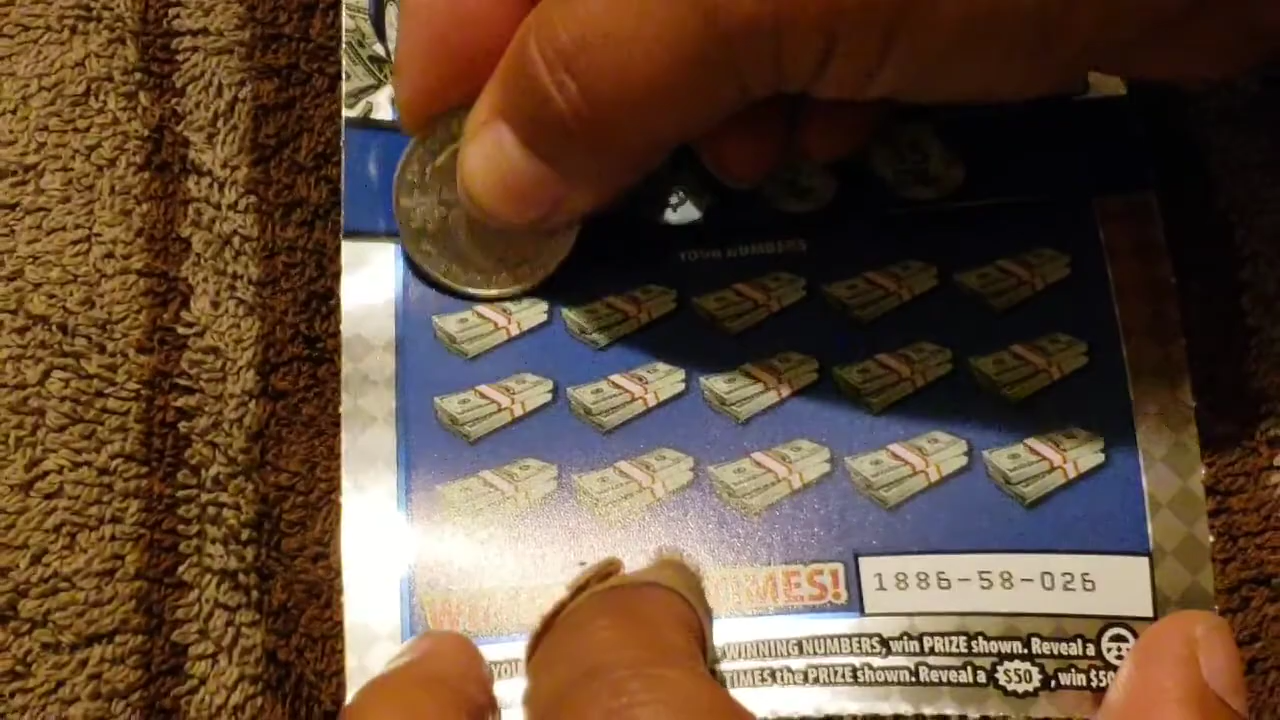 YOUR NUMBERS
TIMES!
1886-58-026
YOU WINNING NUMBERS, win PRIZE shown. Reveal a
TIMES the PRIZE shown. Reveal a $50, win $50